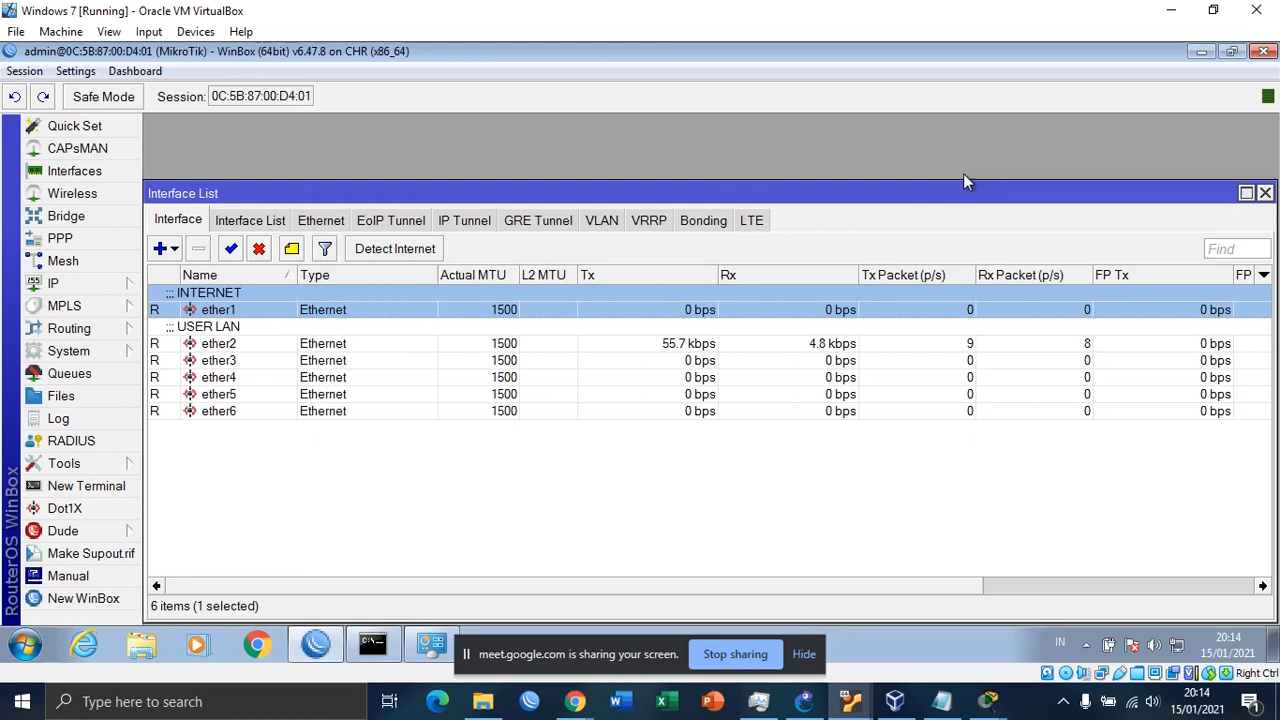 Windows 7 [Running] - Oracle VM VirtualBox
File Machine View Input Devices Help
admin@0C:5B:87:00:D4:01 (MikroTik) - WinBox (64bit) v6.47.8 on CHR (x86_64)
Session Settings Dashboard
Safe Mode Session: 0C:5B:87:00:D4:01
Quick Set
CAPsMAN
Interfaces
Wireless
Bridge
PPP
Mesh
IP
MPLS
Routing
System
Queues
Files
Log
RADIUS
Tools
New Terminal
Dot1X
Dude
Make Supout.rif
Manual
New WinBox
RouterOS WinBox
Interface List
Interface Interface List Ethernet EoIP Tunnel IP Tunnel GRE Tunnel VLAN VRRP Bonding LTE
Detect Internet Find
Name Type Actual MTU L2 MTU Tx Rx Tx Packet (p/s) Rx Packet (p/s) FP Tx FP
::: INTERNET
R ether1 Ethernet 1500 0 bps 0 bps 0 0 0 bps
::: USER LAN
R ether2 Ethernet 1500 55.7 kbps 4.8 kbps 9 8 0 bps
R ether3 Ethernet 1500 0 bps 0 bps 0 0 0 bps
R ether4 Ethernet 1500 0 bps 0 bps 0 0 0 bps
R ether5 Ethernet 1500 0 bps 0 bps 0 0 0 bps
R ether6 Ethernet 1500 0 bps 0 bps 0 0 0 bps
6 items (1 selected)
meet.google.com is sharing your screen. Stop sharing Hide
IN 20:14
15/01/2021
Right Ctrl
Type here to search
20:14
15/01/2021